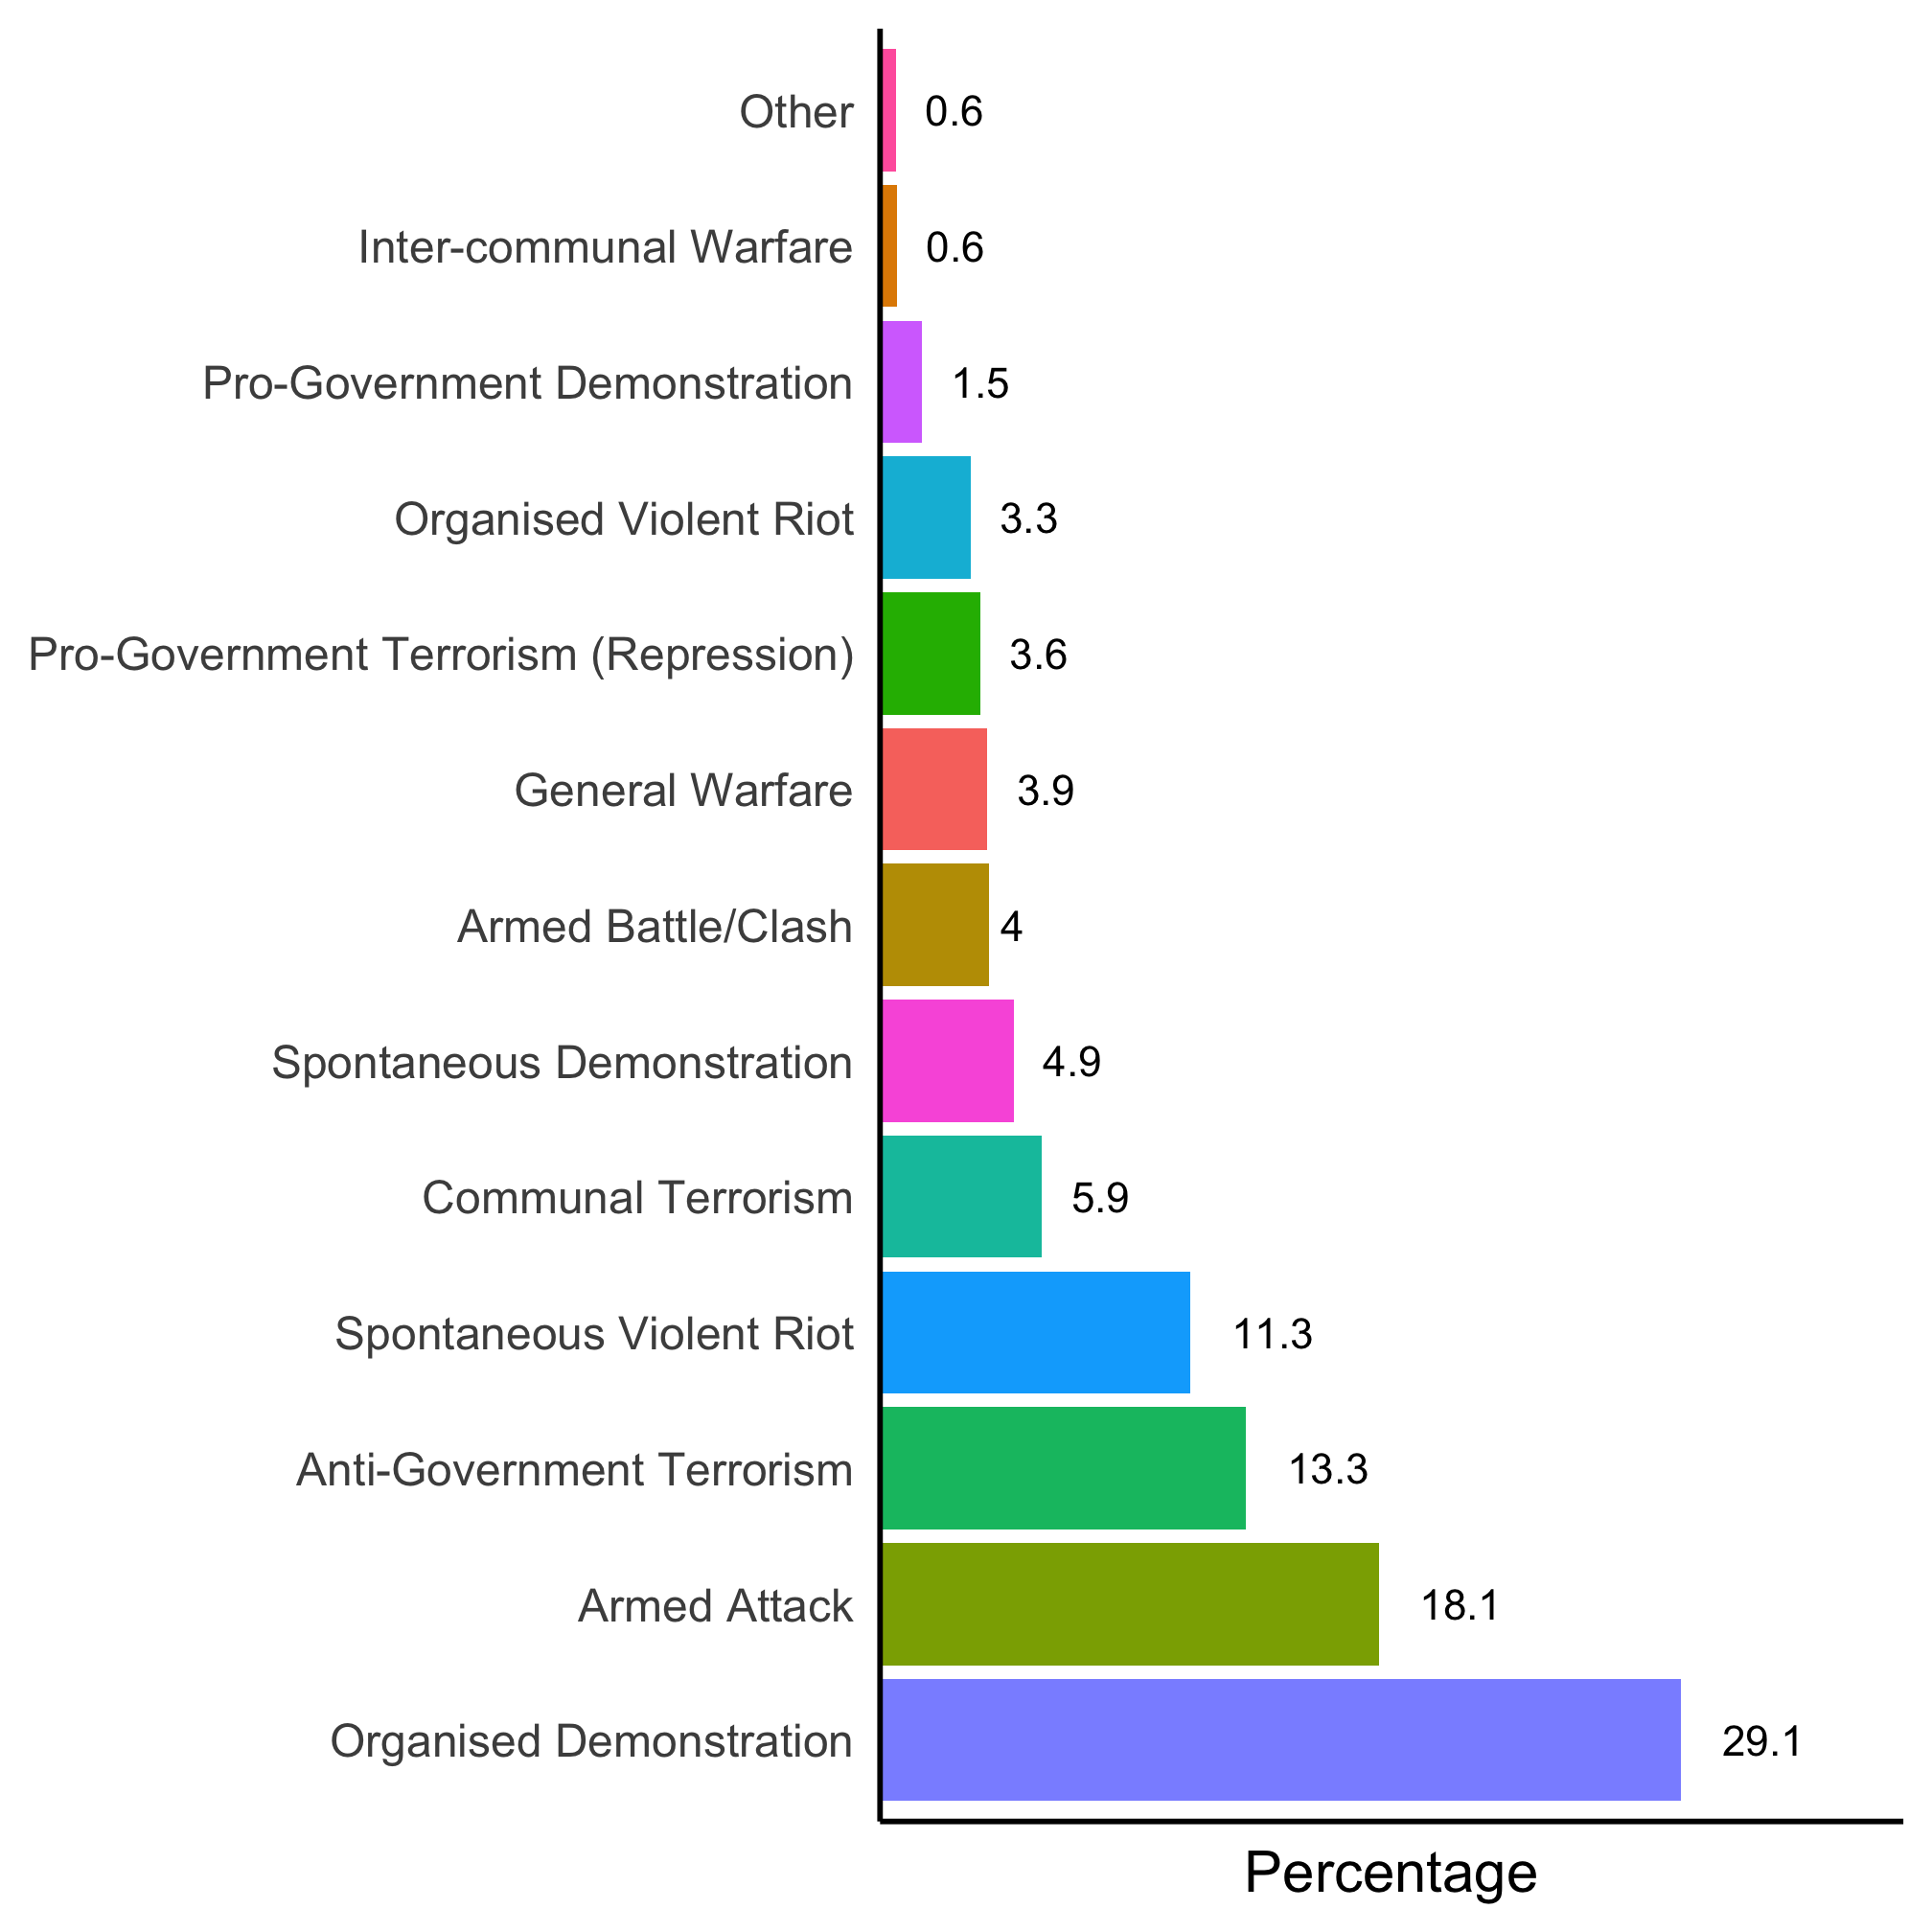 Other 0.6
Inter-communal Warfare 0.6
Pro-Government Demonstration 1.5
Organised Violent Riot 3.3
Pro-Government Terrorism (Repression) 3.6
General Warfare 3.9
Armed Battle/Clash 4
Spontaneous Demonstration 4.9
Communal Terrorism 5.9
Spontaneous Violent Riot 11.3
Anti-Government Terrorism 13.3
Armed Attack 18.1
Organised Demonstration 29.1
Percentage